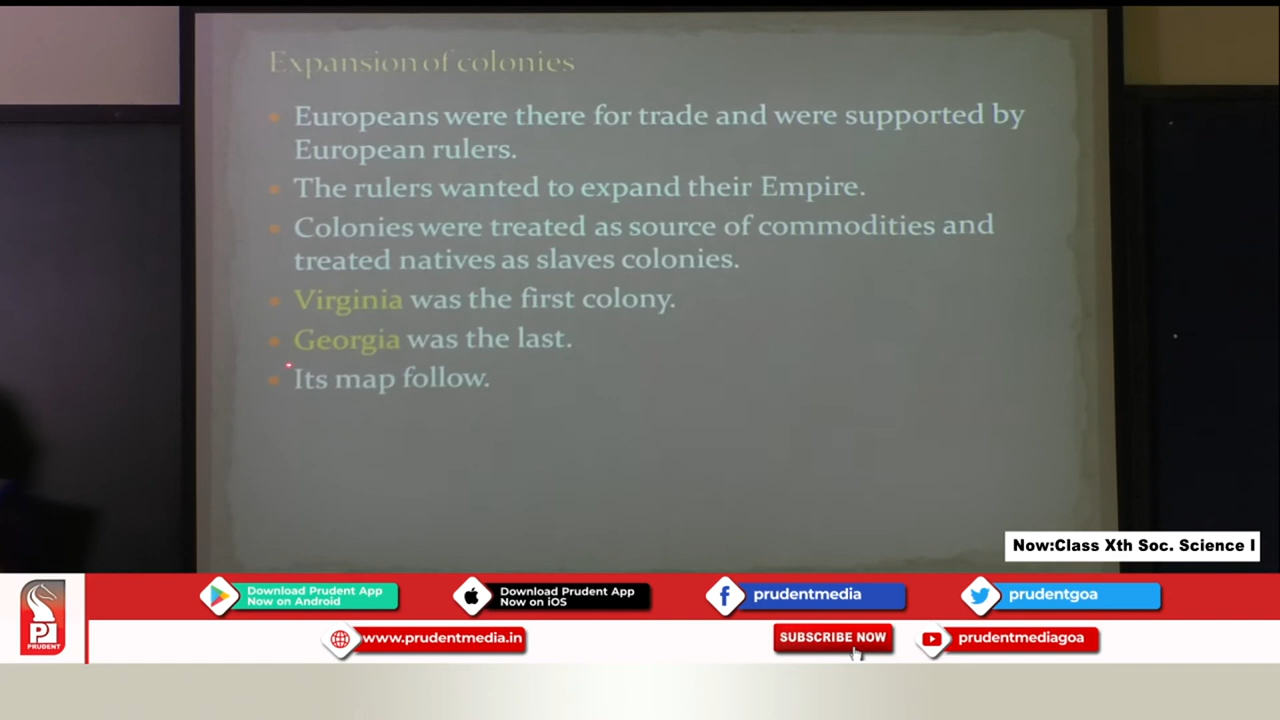 Expansion of colonies
Europeans were there for trade and were supported by
European rulers.
The rulers wanted to expand their Empire.
Colonies were treated as source of commodities and
treated natives as slaves colonies.
Virginia was the first colony.
Georgia was the last.
Its map follow.
Now:Class Xth Soc. Science I
Download Prudent App
Now on Android
Download Prudent App
Now on iOS
prudentmedia
prudentgoa
PRUDENT
www.prudentmedia.in
SUBSCRIBE NOW
prudentmediagoa